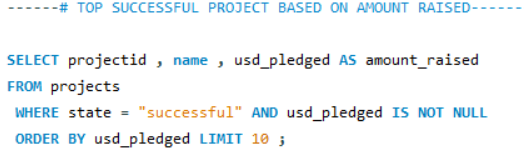 ------# TOP SUCCESSFUL PROJECT BASED ON AMOUNT RAISED------
SELECT projectid , name , usd_pledged AS amount_raised
FROM projects
WHERE state = "successful" AND usd_pledged IS NOT NULL
ORDER BY usd_pledged LIMIT 10 ;